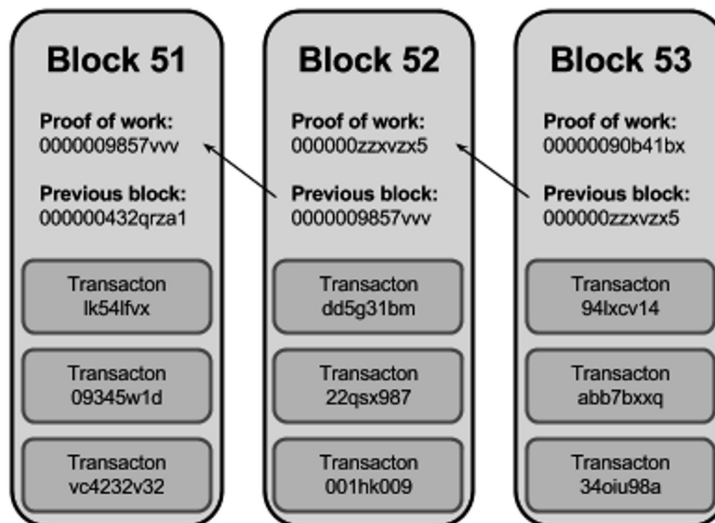 Block 51
Proof of work:
0000009857vvv
Previous block:
000000432qrza1
Transacton
lk54lfvx
Transacton
09345w1d
Transacton
vc4232v32
Block 52
Proof of work:
000000zzxvzx5
Previous block:
0000009857vvv
Transacton
dd5g31bm
Transacton
22qsx987
Transacton
001hk009
Block 53
Proof of work:
00000090b41bx
Previous block:
000000zzxvzx5
Transacton
94lxcv14
Transacton
abb7bxxq
Transacton
34oiu98a